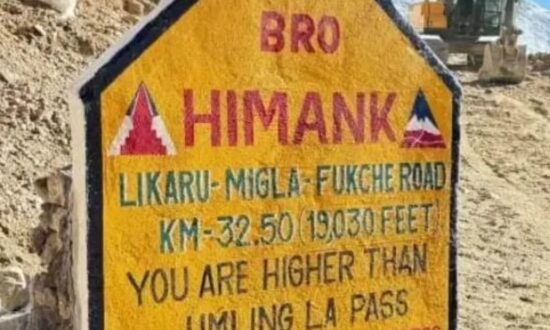 BRO
HIMANK
LIKARU-MIGLA-FUKCHE ROAD
KM-32.50 (19,030 FEET)
YOU ARE HIGHER THAN
UMLING LA PASS